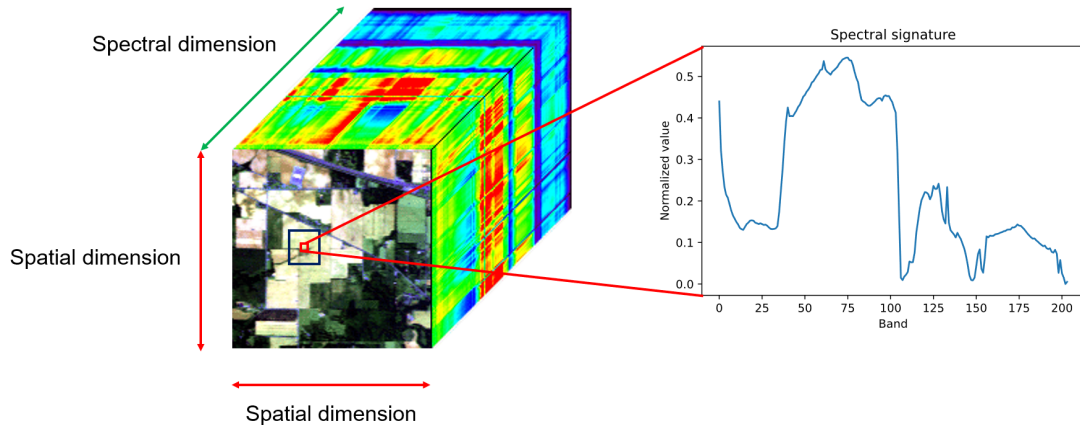 Spectral dimension
Spatial dimension
Spatial dimension
Spectral signature
Normalized value
0.5
0.4
0.3
0.2
0.1
0.0
0 25 50 75 100 125 150 175 200
Band